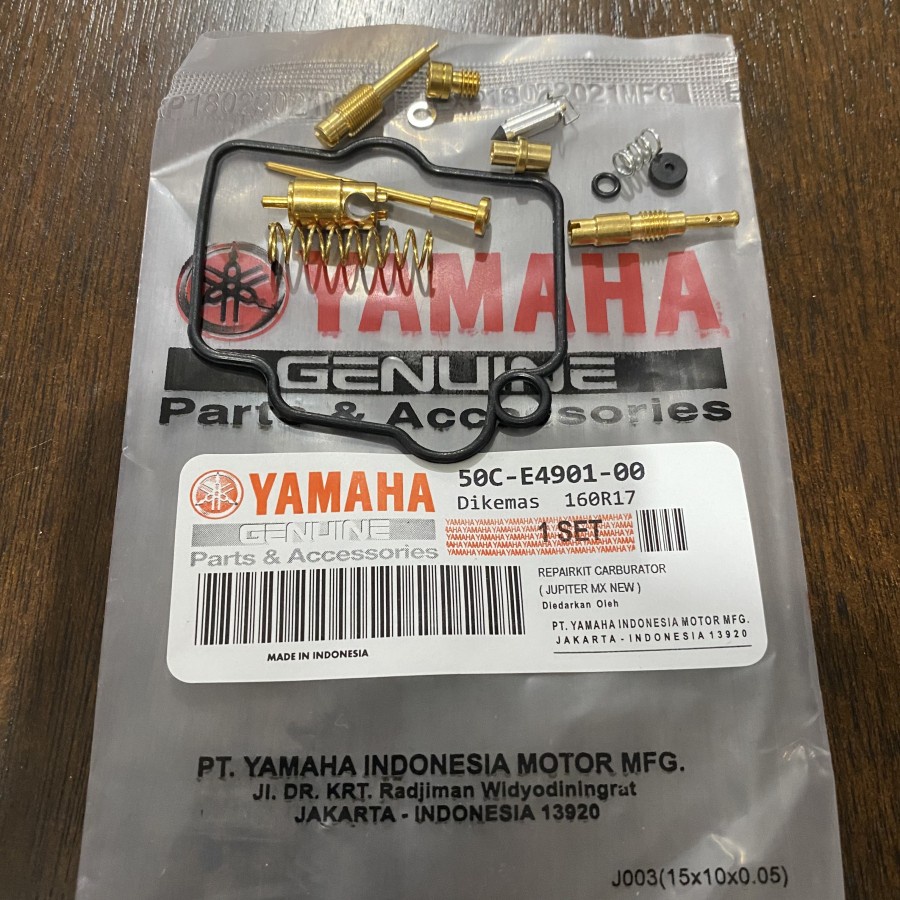 YAMAHA
GENUINE
Parts & Accessories
YAMAHA
GENUINE
Parts & Accessories
50C-E4901-00
Dikemas 160R17
1 SET
REPAIRKIT CARBURATOR
( JUPITER MX NEW )
Diedarkan Oleh
PT. YAMAHA INDONESIA MOTOR MFG.
JAKARTA - INDONESIA 13920
MADE IN INDONESIA
PT. YAMAHA INDONESIA MOTOR MFG.
Jl. DR. KRT. Radjiman Widyodiningrat
JAKARTA - INDONESIA 13920
J003(15x10x0.05)